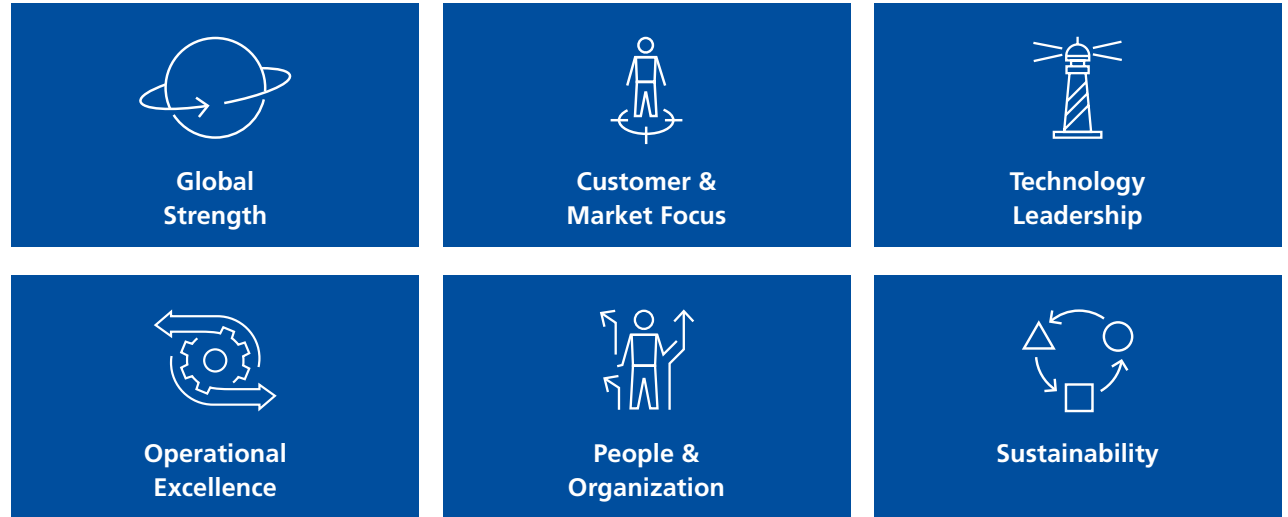 Global
Strength
Customer &
Market Focus
Technology
Leadership
Operational
Excellence
People &
Organization
Sustainability